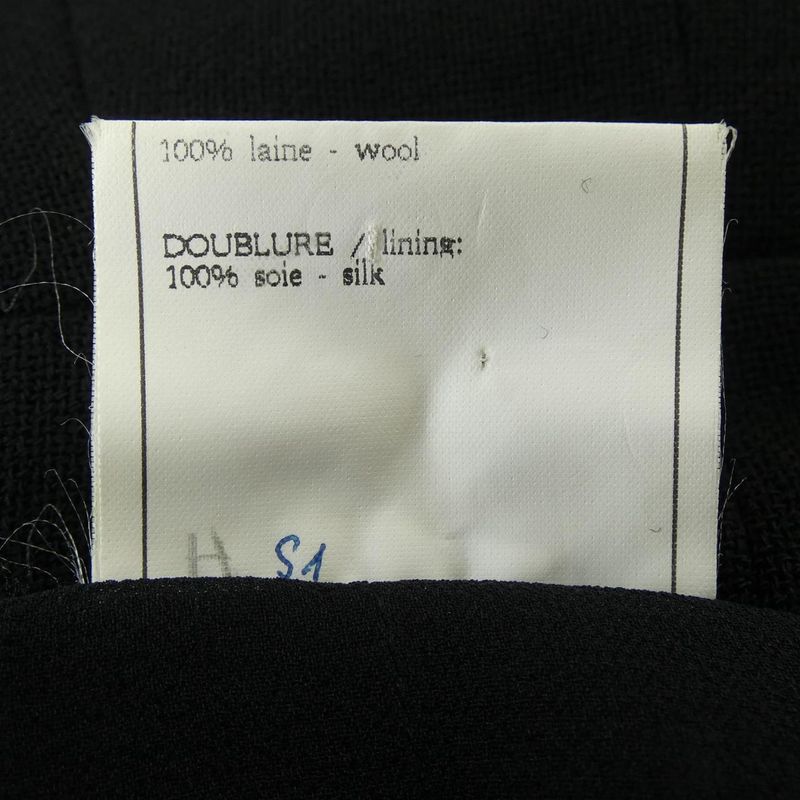 100% laine - wool
DOUBLURE / lining:
100% soie - silk
H S1